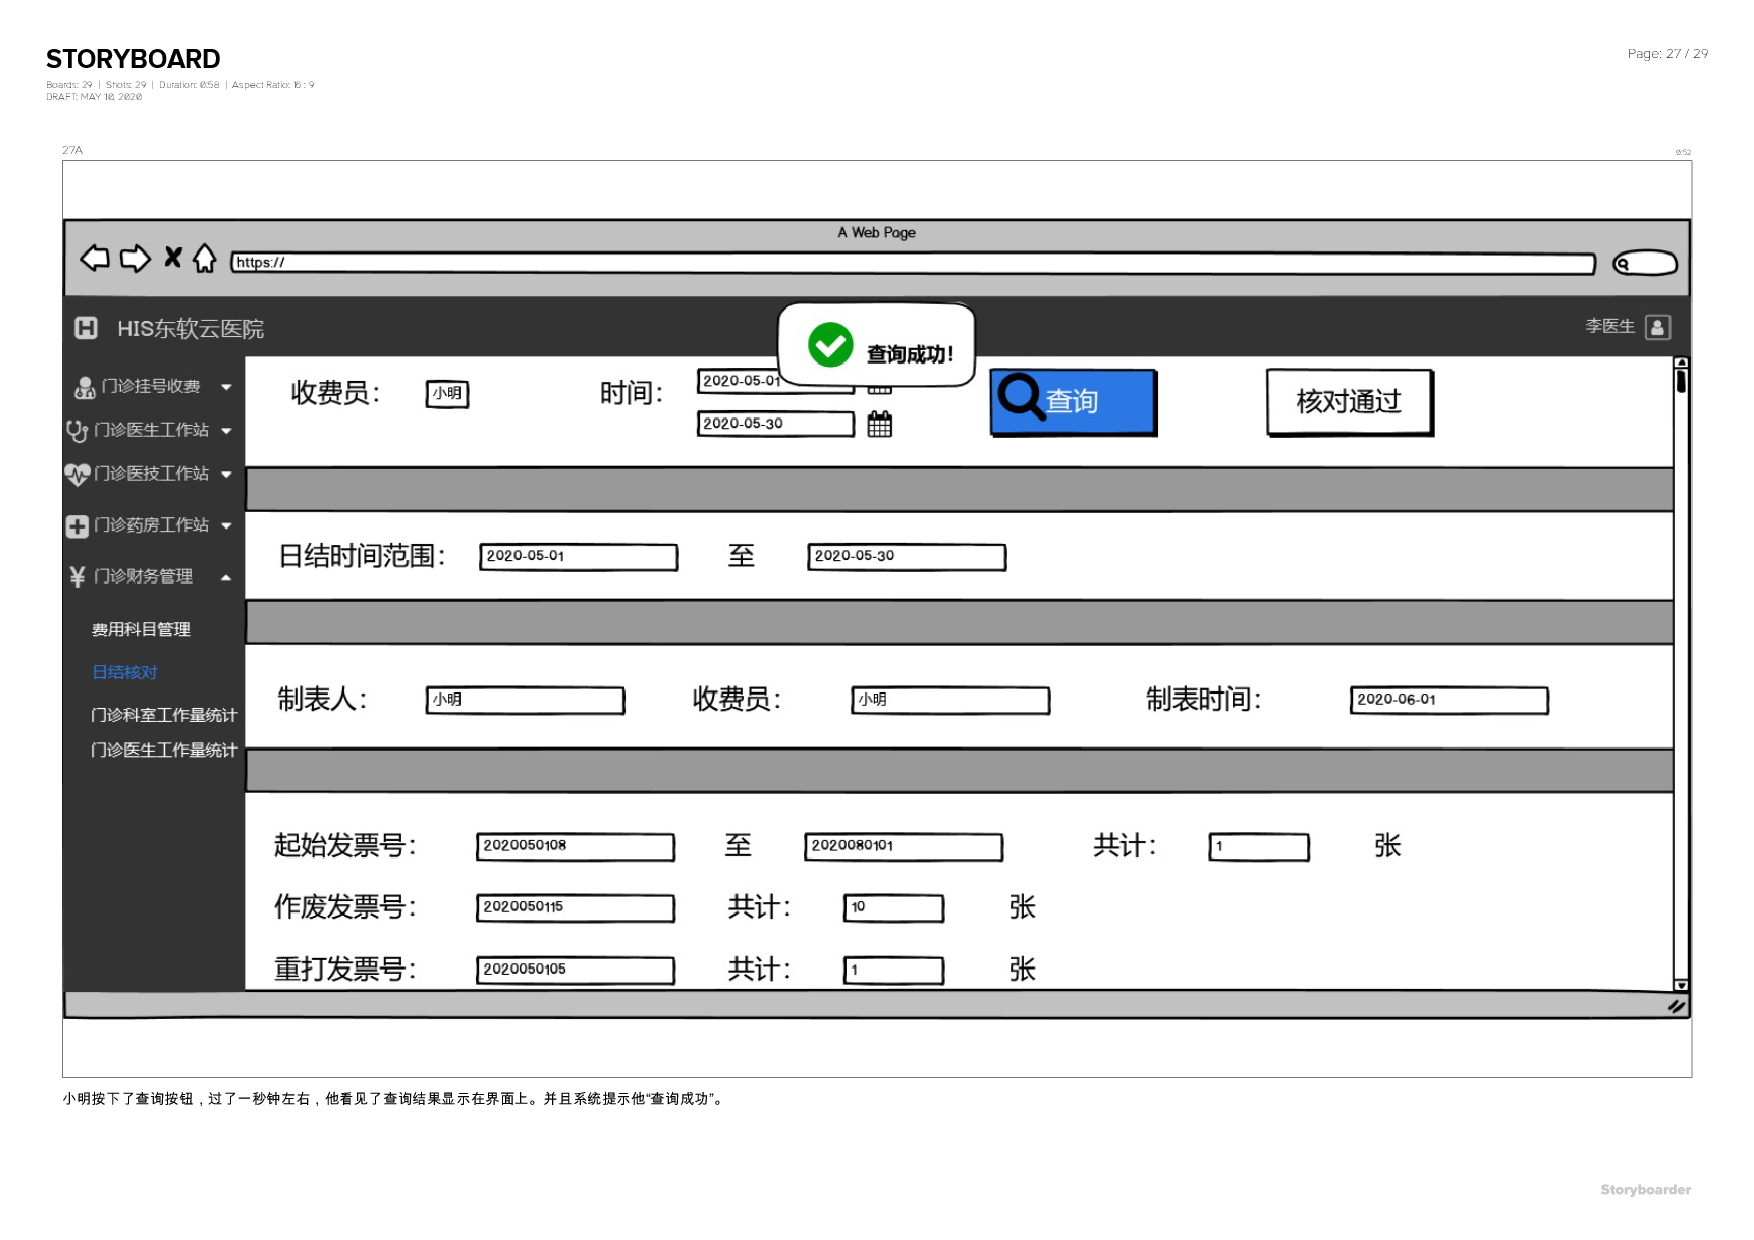 STORYBOARD
Page: 27 / 29
Boards: 29 | Shots: 29 | Duration: 0:58 | Aspect Ratio: 16 : 9
DRAFT: MAY 10, 2020
27A
0:52
A Web Page
https://
HIS东软云医院
查询成功！
李医生
门诊挂号收费
门诊医生工作站
门诊医技工作站
门诊药房工作站
门诊财务管理
费用科目管理
日结核对
门诊科室工作量统计
门诊医生工作量统计
收费员： 小明 时间： 2020-05-01
2020-05-30
查询
核对通过
日结时间范围： 2020-05-01 至 2020-05-30
制表人： 小明 收费员： 小明 制表时间： 2020-06-01
起始发票号： 2020050108 至 2020080101 共计： 1 张
作废发票号： 2020050115 共计： 10 张
重打发票号： 2020050105 共计： 1 张
小明按下了查询按钮，过了一秒钟左右，他看见了查询结果显示在界面上。并且系统提示他“查询成功”。
Storyboarder